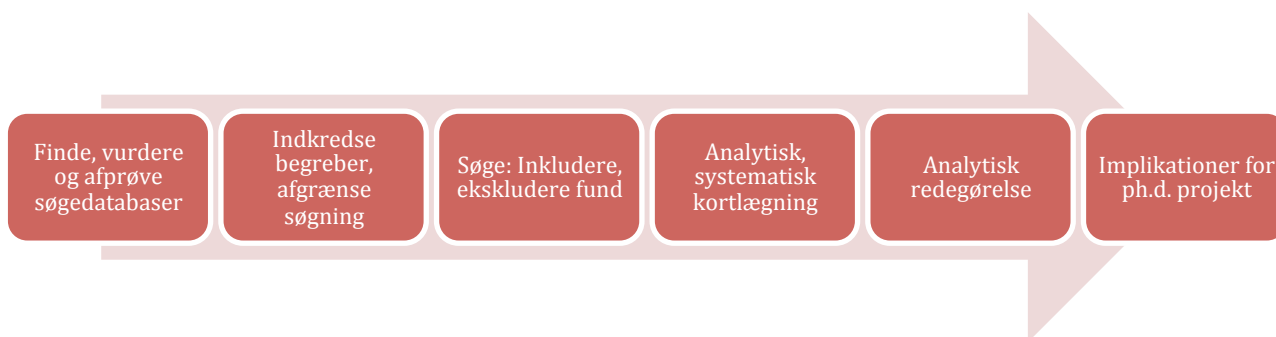 Finde, vurdere
og afprøve
søgedatabaser
Indkredse
begreber,
afgrænse
søgning
Søge: Inkludere,
ekskludere fund
Analytisk,
systematisk
kortlægning
Analytisk
redegørelse
Implikationer for
ph.d. projekt